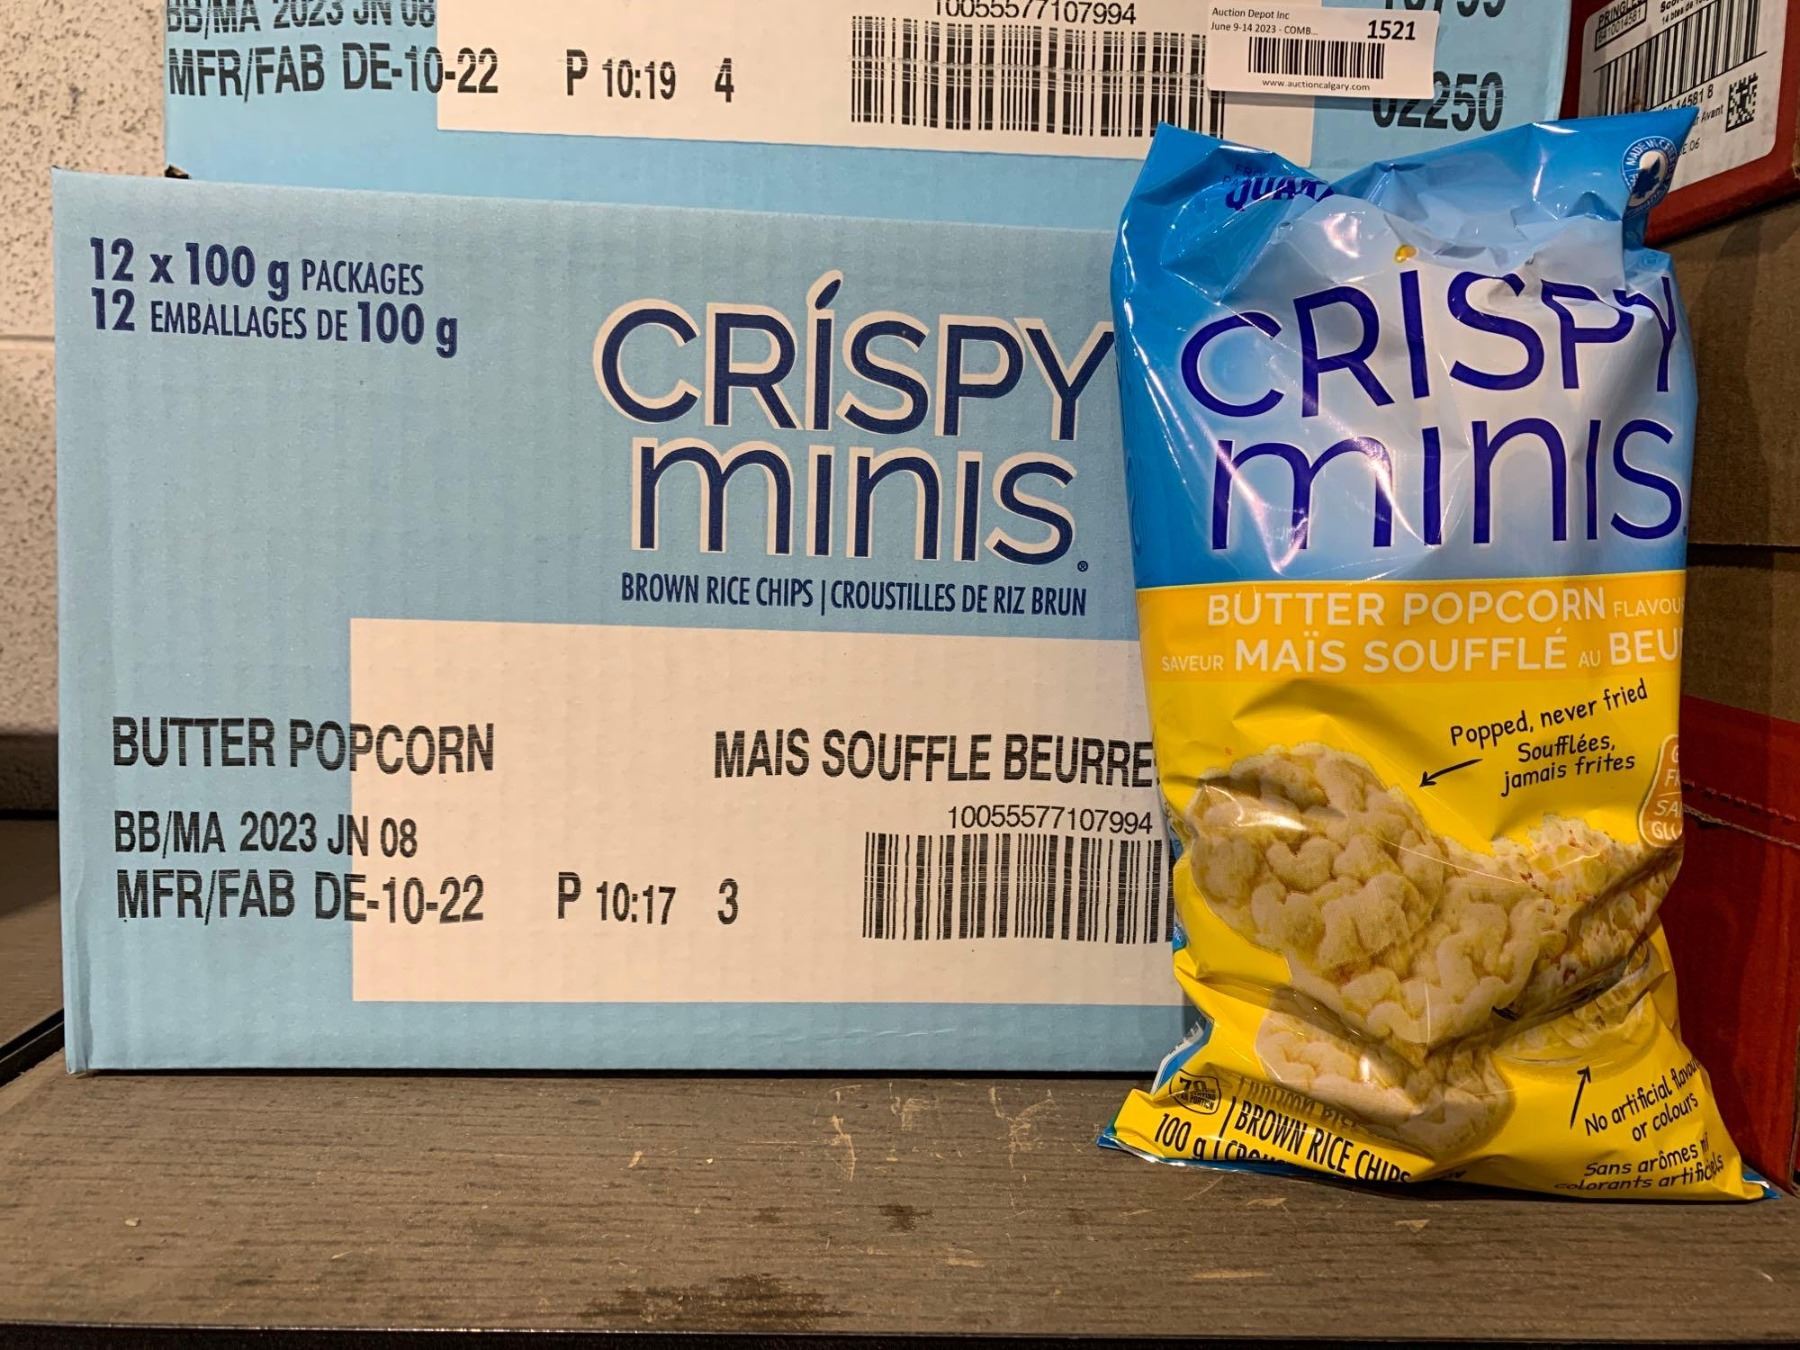 BB/MA 2023 JN 08
MFR/FAB DE-10-22 P 10:19 4
10055577107994
02250
Auction Depot Inc
June 9-14 2023 - COMB...
1521
www.auctioncalgary.com
12 x 100 g PACKAGES
12 EMBALLAGES DE 100 g
CRISPY
MINIS®
BROWN RICE CHIPS | CROUSTILLES DE RIZ BRUN
BUTTER POPCORN
MAIS SOUFFLE BEURRE
BB/MA 2023 JN 08
MFR/FAB DE-10-22 P 10:17 3
10055577107994
CRISPY
MINIS
BUTTER POPCORN
SAVEUR MAÏS SOUFFLÉ AU
Popped, never fried
Soufflées,
jamais frites
No artificial
or colours
Sans arômes ni
colorants artificiels
70
BROWN RICE CHIPS
100 g